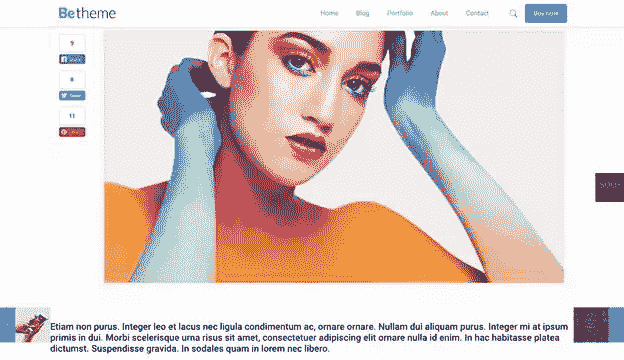 Betheme
Home Blog Portfolio About Contact Buy now
9
Share
8
11
Etiam non purus. Integer leo et lacus nec ligula condimentum ac, ornare ornare. Nullam dui aliquam purus. Integer mi at ipsum
primis in dui. Morbi scelerisque urna risus sit amet, consectetuer adipiscing elit ornare nulla id enim. In hac habitasse platea
dictumst. Suspendisse gravida. In sodales quam in lorem nec libero.